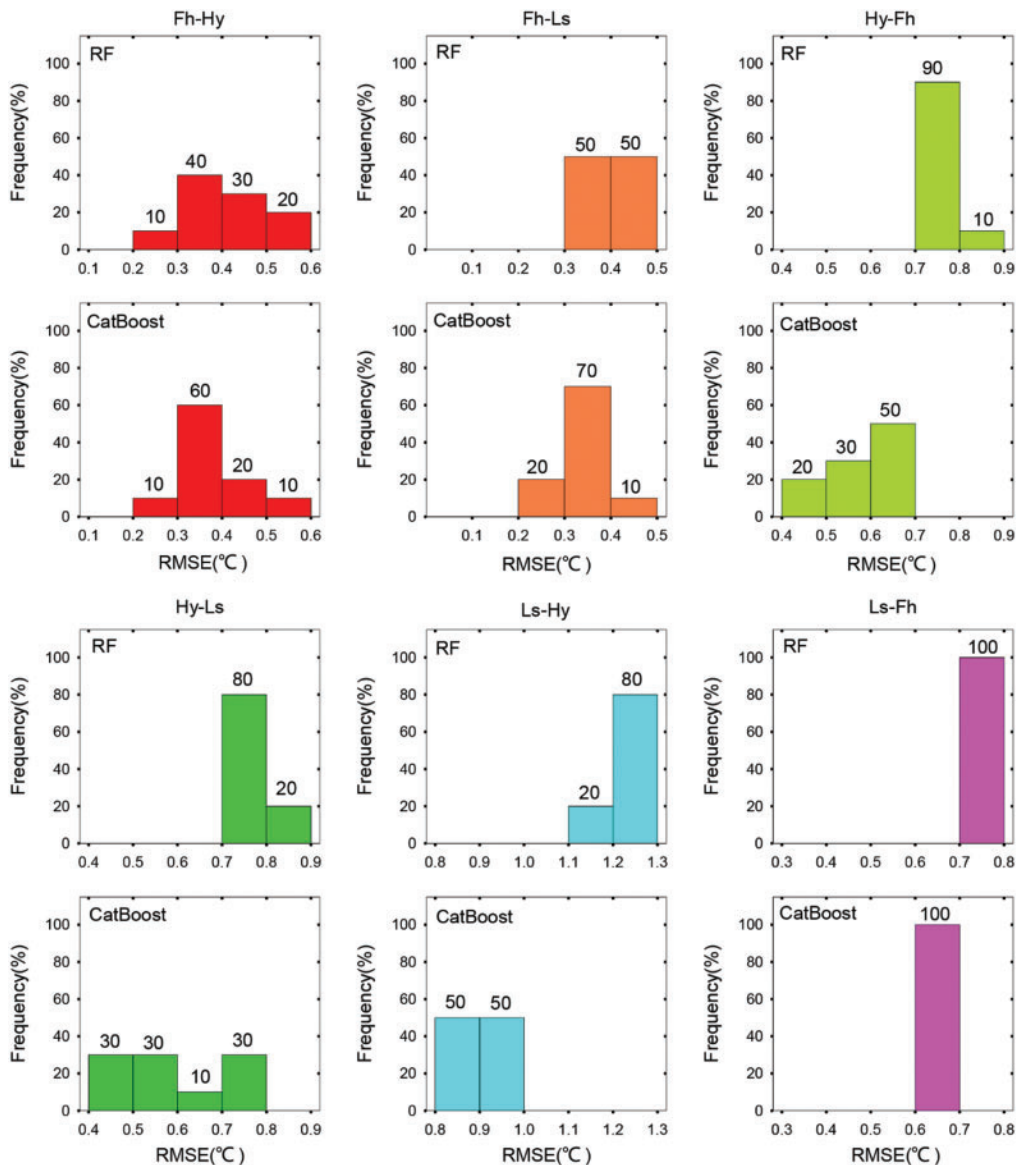 Fh-Hy
RF
Frequency(%)
100
80
60
40
20
0
10
40
30
20
0.1 0.2 0.3 0.4 0.5 0.6
Fh-Ls
RF
Frequency(%)
100
80
60
40
20
0
50 50
0.1 0.2 0.3 0.4 0.5
Hy-Fh
RF
Frequency(%)
100
80
60
40
20
0
90
10
0.4 0.5 0.6 0.7 0.8 0.9
CatBoost
Frequency(%)
100
80
60
40
20
0
10
60
20
10
0.1 0.2 0.3 0.4 0.5 0.6
RMSE(℃)
CatBoost
Frequency(%)
100
80
60
40
20
0
20
70
10
0.1 0.2 0.3 0.4 0.5
RMSE(℃)
CatBoost
Frequency(%)
100
80
60
40
20
0
20
30
50
0.4 0.5 0.6 0.7 0.8 0.9
RMSE(℃)
Hy-Ls
RF
Frequency(%)
100
80
60
40
20
0
80
20
0.4 0.5 0.6 0.7 0.8 0.9
Ls-Hy
RF
Frequency(%)
100
80
60
40
20
0
20
80
0.8 0.9 1.0 1.1 1.2 1.3
Ls-Fh
RF
Frequency(%)
100
80
60
40
20
0
100
0.3 0.4 0.5 0.6 0.7 0.8
CatBoost
Frequency(%)
100
80
60
40
20
0
30 30
10
30
0.4 0.5 0.6 0.7 0.8 0.9
RMSE(℃)
CatBoost
Frequency(%)
100
80
60
40
20
0
50 50
0.8 0.9 1.0 1.1 1.2 1.3
RMSE(℃)
CatBoost
Frequency(%)
100
80
60
40
20
0
100
0.3 0.4 0.5 0.6 0.7 0.8
RMSE(℃)